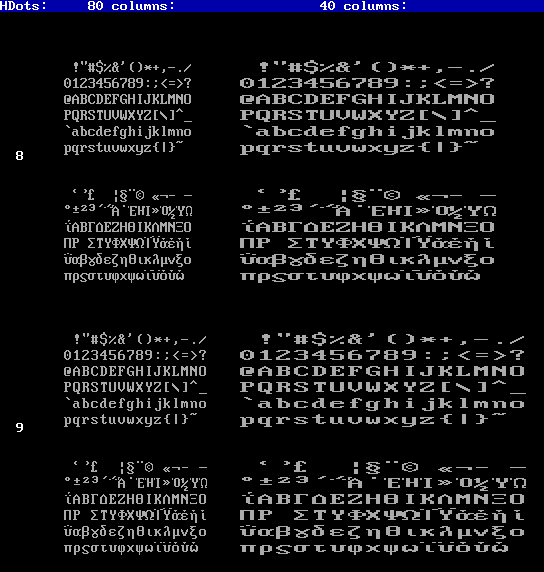 HDots: 80 columns: 40 columns:
!"#$%&'()*+,-./ !"#$%&'()*+,-./
0123456789:;<=>? 0123456789:;<=>?
@ABCDEFGHIJKLMNO @ABCDEFGHIJKLMNO
PQRSTUVWXYZ[\]^_ PQRSTUVWXYZ[\]^_
`abcdefghijklmno `abcdefghijklmno
pqrstuvwxyz{|}~ pqrstuvwxyz{|}~
8
‘’£ ¦§¨© «¬- ― ‘’£ ¦§¨© «¬- ―
°±²³΄΅Ά·ΈΉΊ»Ό½ΎΏ °±²³΄΅Ά·ΈΉΊ»Ό½ΎΏ
ΐΑΒΓΔΕΖΗΘΙΚΛΜΝΞΟ ΐΑΒΓΔΕΖΗΘΙΚΛΜΝΞΟ
ΠΡ ΣΤΥΦΧΨΩΪΫάέήί ΠΡ ΣΤΥΦΧΨΩΪΫάέήί
ΰαβγδεζηθικλμνξο ΰαβγδεζηθικλμνξο
πρςστυφχψωϊϋόύώ πρςστυφχψωϊϋόύώ
!"#$%&'()*+,-./ !"#$%&'()*+,-./
0123456789:;<=>? 0123456789:;<=>?
@ABCDEFGHIJKLMNO @ABCDEFGHIJKLMNO
PQRSTUVWXYZ[\]^_ PQRSTUVWXYZ[\]^_
`abcdefghijklmno `abcdefghijklmno
pqrstuvwxyz{|}~ pqrstuvwxyz{|}~
9
‘’£ ¦§¨© «¬- ― ‘’£ ¦§¨© «¬- ―
°±²³΄΅Ά·ΈΉΊ»Ό½ΎΏ °±²³΄΅Ά·ΈΉΊ»Ό½ΎΏ
ΐΑΒΓΔΕΖΗΘΙΚΛΜΝΞΟ ΐΑΒΓΔΕΖΗΘΙΚΛΜΝΞΟ
ΠΡ ΣΤΥΦΧΨΩΪΫάέήί ΠΡ ΣΤΥΦΧΨΩΪΫάέήί
ΰαβγδεζηθικλμνξο ΰαβγδεζηθικλμνξο
πρςστυφχψωϊϋόύώ πρςστυφχψωϊϋόύώ